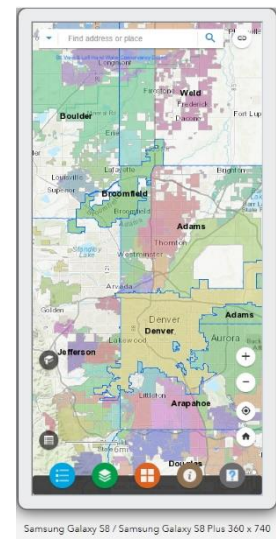 Find address or place
Longmont
Firestone
Weld
Frederick
Boulder
Dacono
Fort Lup
Erie
Lafayette
Louisville
Superior
Broomfield
Broomfield
Brighton
Adams
Thornton
Standley
Lake
Westminster
Arvada
Golden
Denver
Denver
Adams
Lakewood
Aurora
Jefferson
Littleton
Arapahoe
Douglas
Samsung Galaxy S8 / Samsung Galaxy S8 Plus 360 x 740